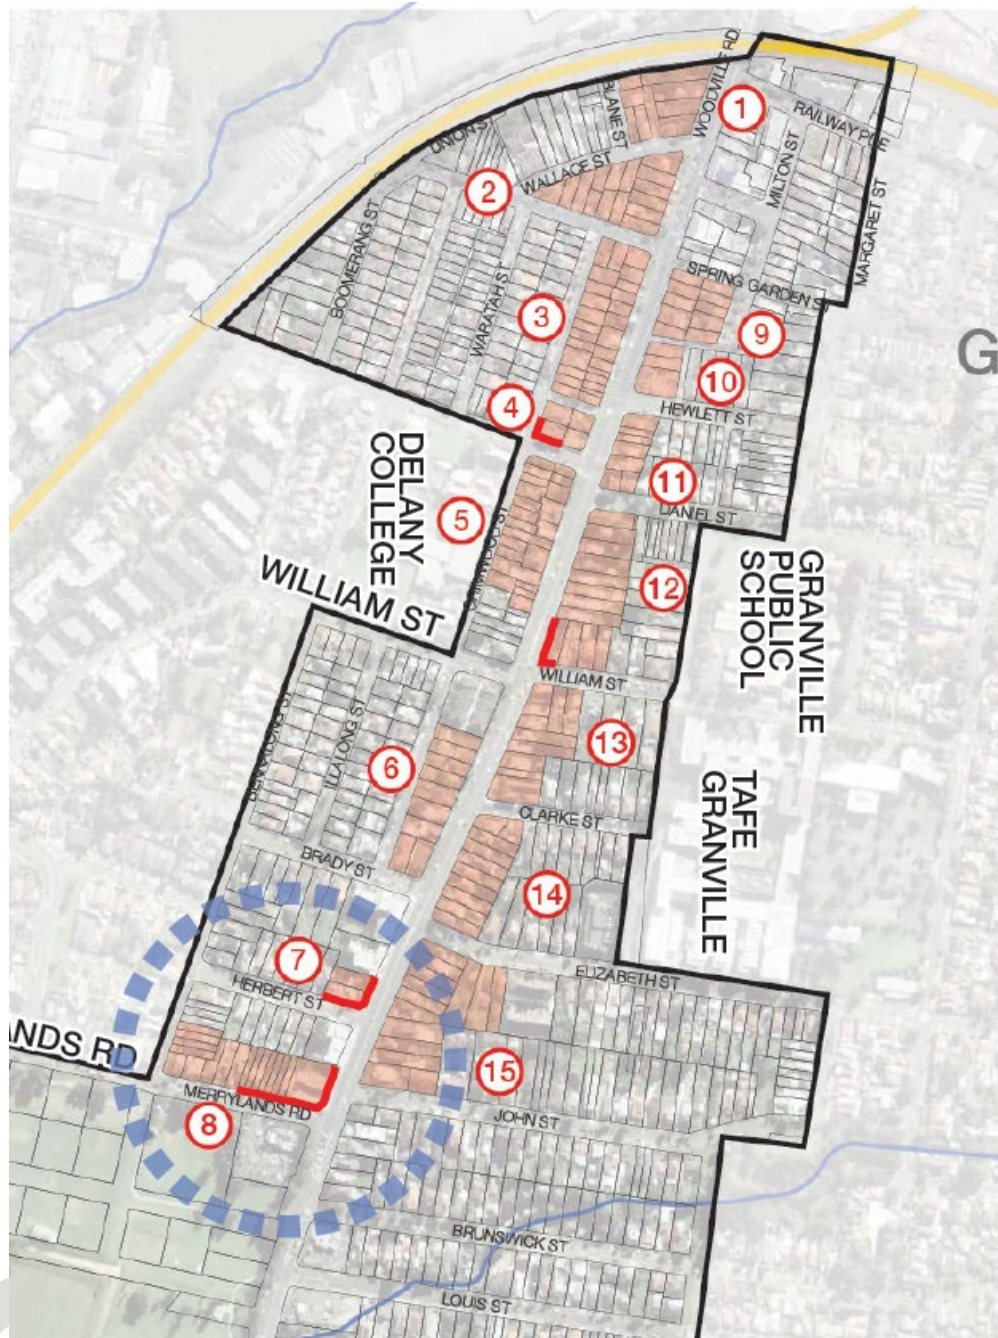 WOODVILLE RD
1
RAILWAY PDE
BLANE ST
UNION ST
WALLACE ST
MILTON ST
2
MARGARET ST
BOOMERANG ST
WARATAH ST
SPRING GARDEN S
3
9
G
10
4
HEWLETT ST
DELANY
COLLEGE
11
5
DANIEL ST
GRANVILLE
PUBLIC
SCHOOL
WILLIAM ST
12
WILLIAM ST
BENNALONG ST
ILLALONG ST
13
6
TAFE
GRANVILLE
CLARKE ST
BRADY ST
14
7
ELIZABETH ST
HERBERT ST
ANDS RD
15
MERRYLANDS RD
8
JOHN ST
BRUNSWICK ST
LOUIS ST